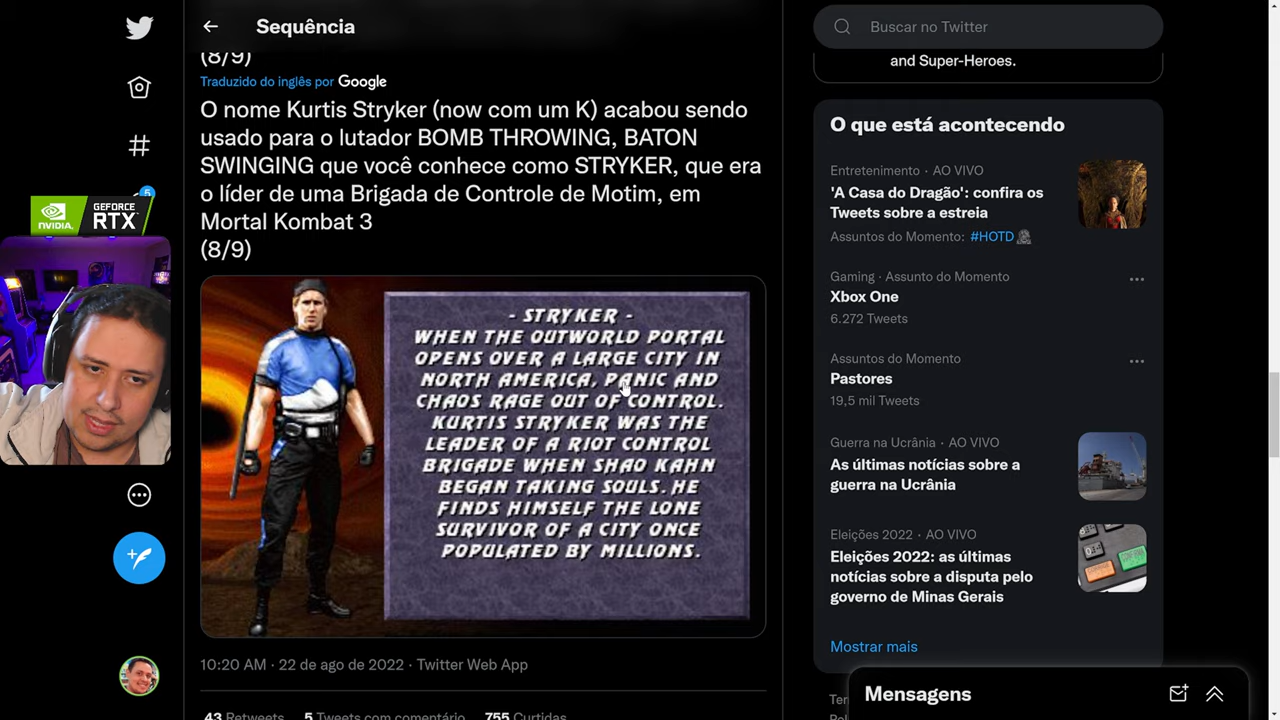 Sequência
(8/9)
Traduzido do inglês por Google
O nome Kurtis Stryker (now com um K) acabou sendo
usado para o lutador BOMB THROWING, BATON
SWINGING que você conhece como STRYKER, que era
o líder de uma Brigada de Controle de Motim, em
Mortal Kombat 3
(8/9)
- STRYKER -
WHEN THE OUTWORLD PORTAL
OPENS OVER A LARGE CITY IN
NORTH AMERICA, PANIC AND
CHAOS RAGE OUT OF CONTROL.
KURTIS STRYKER WAS THE
LEADER OF A RIOT CONTROL
BRIGADE WHEN SHAO KAHN
BEGAN TAKING SOULS. HE
FINDS HIMSELF THE LONE
SURVIVOR OF A CITY ONCE
POPULATED BY MILLIONS.
10:20 AM · 22 de ago de 2022 · Twitter Web App
43 Retweets 5 Tweets com comentário 755 Curtidas
5
NVIDIA.
GEFORCE
RTX
Buscar no Twitter
and Super-Heroes.
O que está acontecendo
Entretenimento · AO VIVO
'A Casa do Dragão': confira os
Tweets sobre a estreia
Assuntos do Momento: #HOTD
Gaming · Assunto do Momento
Xbox One
6.272 Tweets
Assuntos do Momento
Pastores
19,5 mil Tweets
Guerra na Ucrânia · AO VIVO
As últimas notícias sobre a
guerra na Ucrânia
Eleições 2022 · AO VIVO
Eleições 2022: as últimas
notícias sobre a disputa pelo
governo de Minas Gerais
Mostrar mais
Mensagens